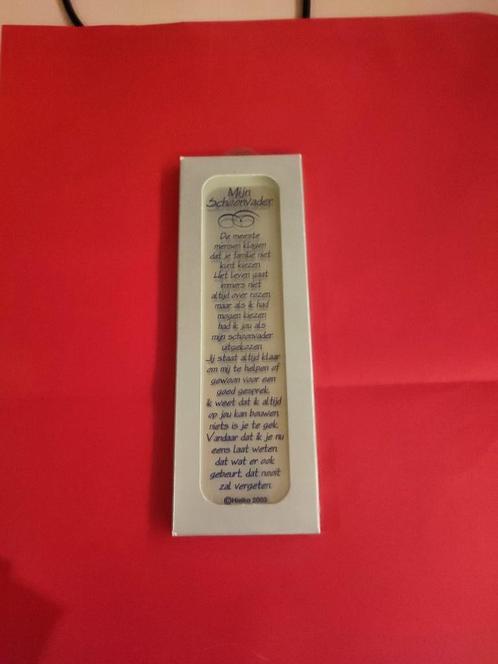 Mijn
Schoonvader
De meeste
mensen klagen
dat je familie niet
kunt kiezen
Het leven gaat
immers niet
altijd over rozen
maar als ik had
mogen kiezen
had ik jou als
mijn schoonvader
uitgekozen
Jij staat altijd klaar
om mij te helpen of
gewoon voor een
goed gesprek,
ik weet dat ik altijd
op jou kan bouwen
niets is je te gek.
Vandaar dat ik je nu
eens laat weten
dat wat er ook
gebeurt, dat nooit
zal vergeten.
©Hieka 2003